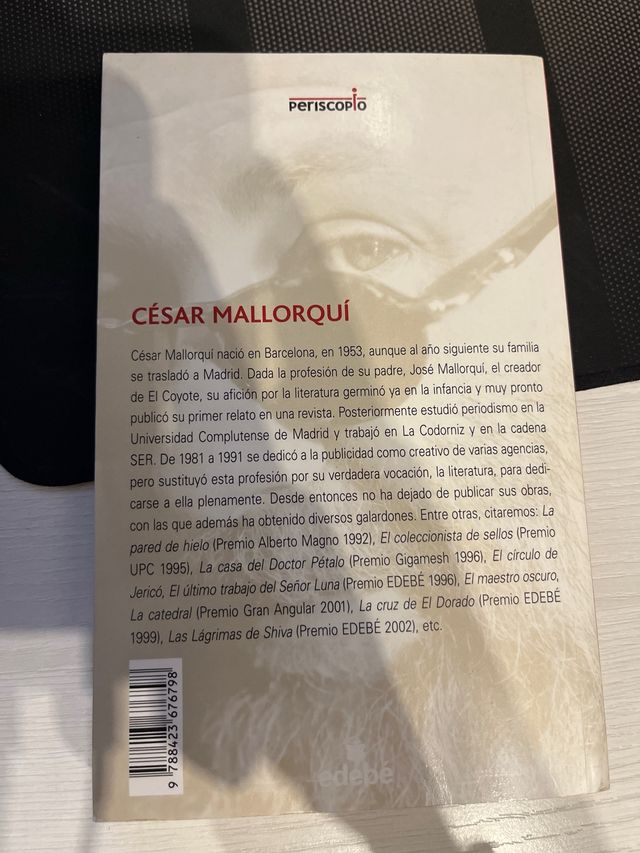 PERISCOPIO
CÉSAR MALLORQUÍ
César Mallorquí nació en Barcelona, en 1953, aunque al año siguiente su familia
se trasladó a Madrid. Dada la profesión de su padre, José Mallorquí, el creador
de El Coyote, su afición por la literatura germinó ya en la infancia y muy pronto
publicó su primer relato en una revista. Posteriormente estudió periodismo en la
Universidad Complutense de Madrid y trabajó en La Codorniz y en la cadena
SER. De 1981 a 1991 se dedicó a la publicidad como creativo de varias agencias,
pero sustituyó esta profesión por su verdadera vocación, la literatura, para dedi-
carse a ella plenamente. Desde entonces no ha dejado de publicar sus obras,
con las que además ha obtenido diversos galardones. Entre otras, citaremos: La
pared de hielo (Premio Alberto Magno 1992), El coleccionista de sellos (Premio
UPC 1995), La casa del Doctor Pétalo (Premio Gigamesh 1996), El círculo de
Jericó, El último trabajo del Señor Luna (Premio EDEBÉ 1996), El maestro oscuro,
La catedral (Premio Gran Angular 2001), La cruz de El Dorado (Premio EDEBÉ
1999), Las Lágrimas de Shiva (Premio EDEBÉ 2002), etc.
9 788423 676798
edebé